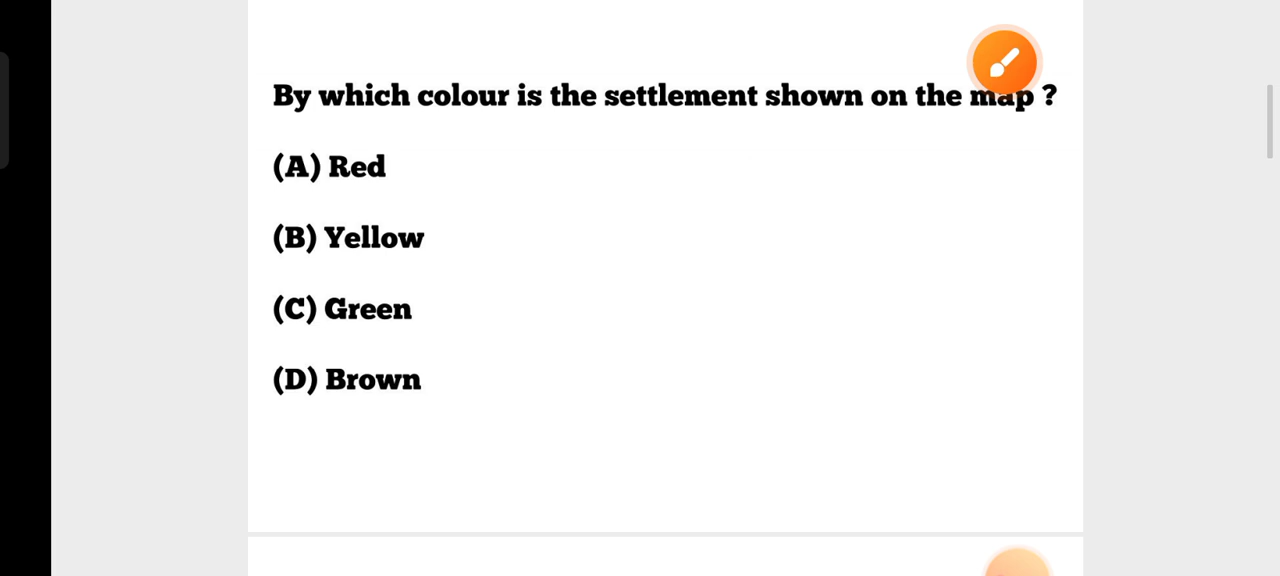 By which colour is the settlement shown on the map ?
(A) Red
(B) Yellow
(C) Green
(D) Brown